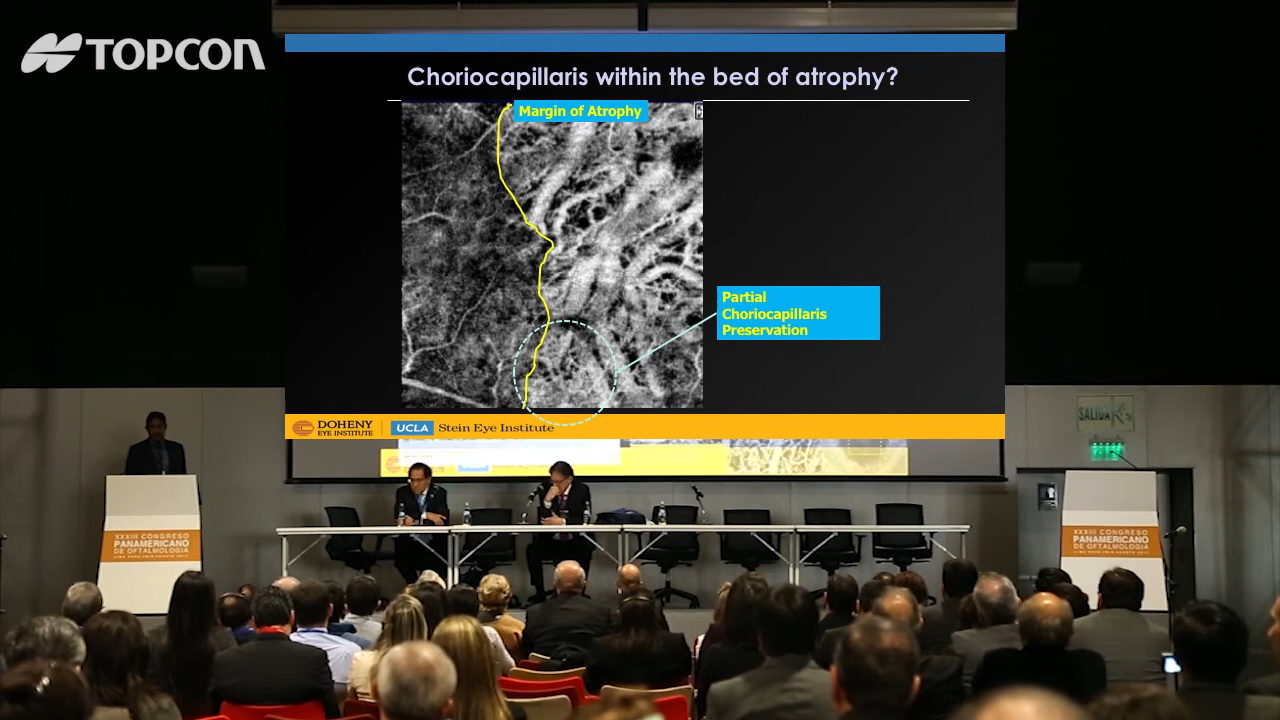 TOPCON
Choriocapillaris within the bed of atrophy?
Margin of Atrophy
Partial
Choriocapillaris
Preservation
DOHENY
EYE INSTITUTE
UCLA
Stein Eye Institute
SALIDA
XXXIII CONGRESO
PANAMERICANO
DE OFTALMOLOGIA
XXXIII CONGRESO
PANAMERICANO
DE OFTALMOLOGIA